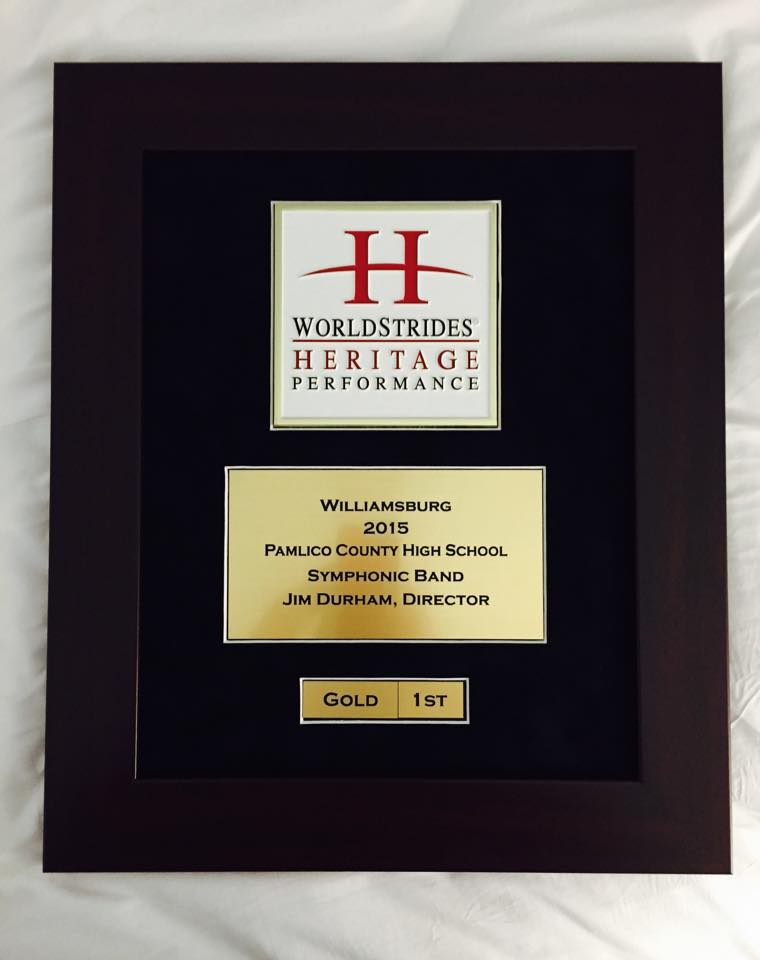 H
WORLDSTRIDES®
HERITAGE
PERFORMANCE
WILLIAMSBURG
2015
PAMLICO COUNTY HIGH SCHOOL
SYMPHONIC BAND
JIM DURHAM, DIRECTOR
GOLD 1ST